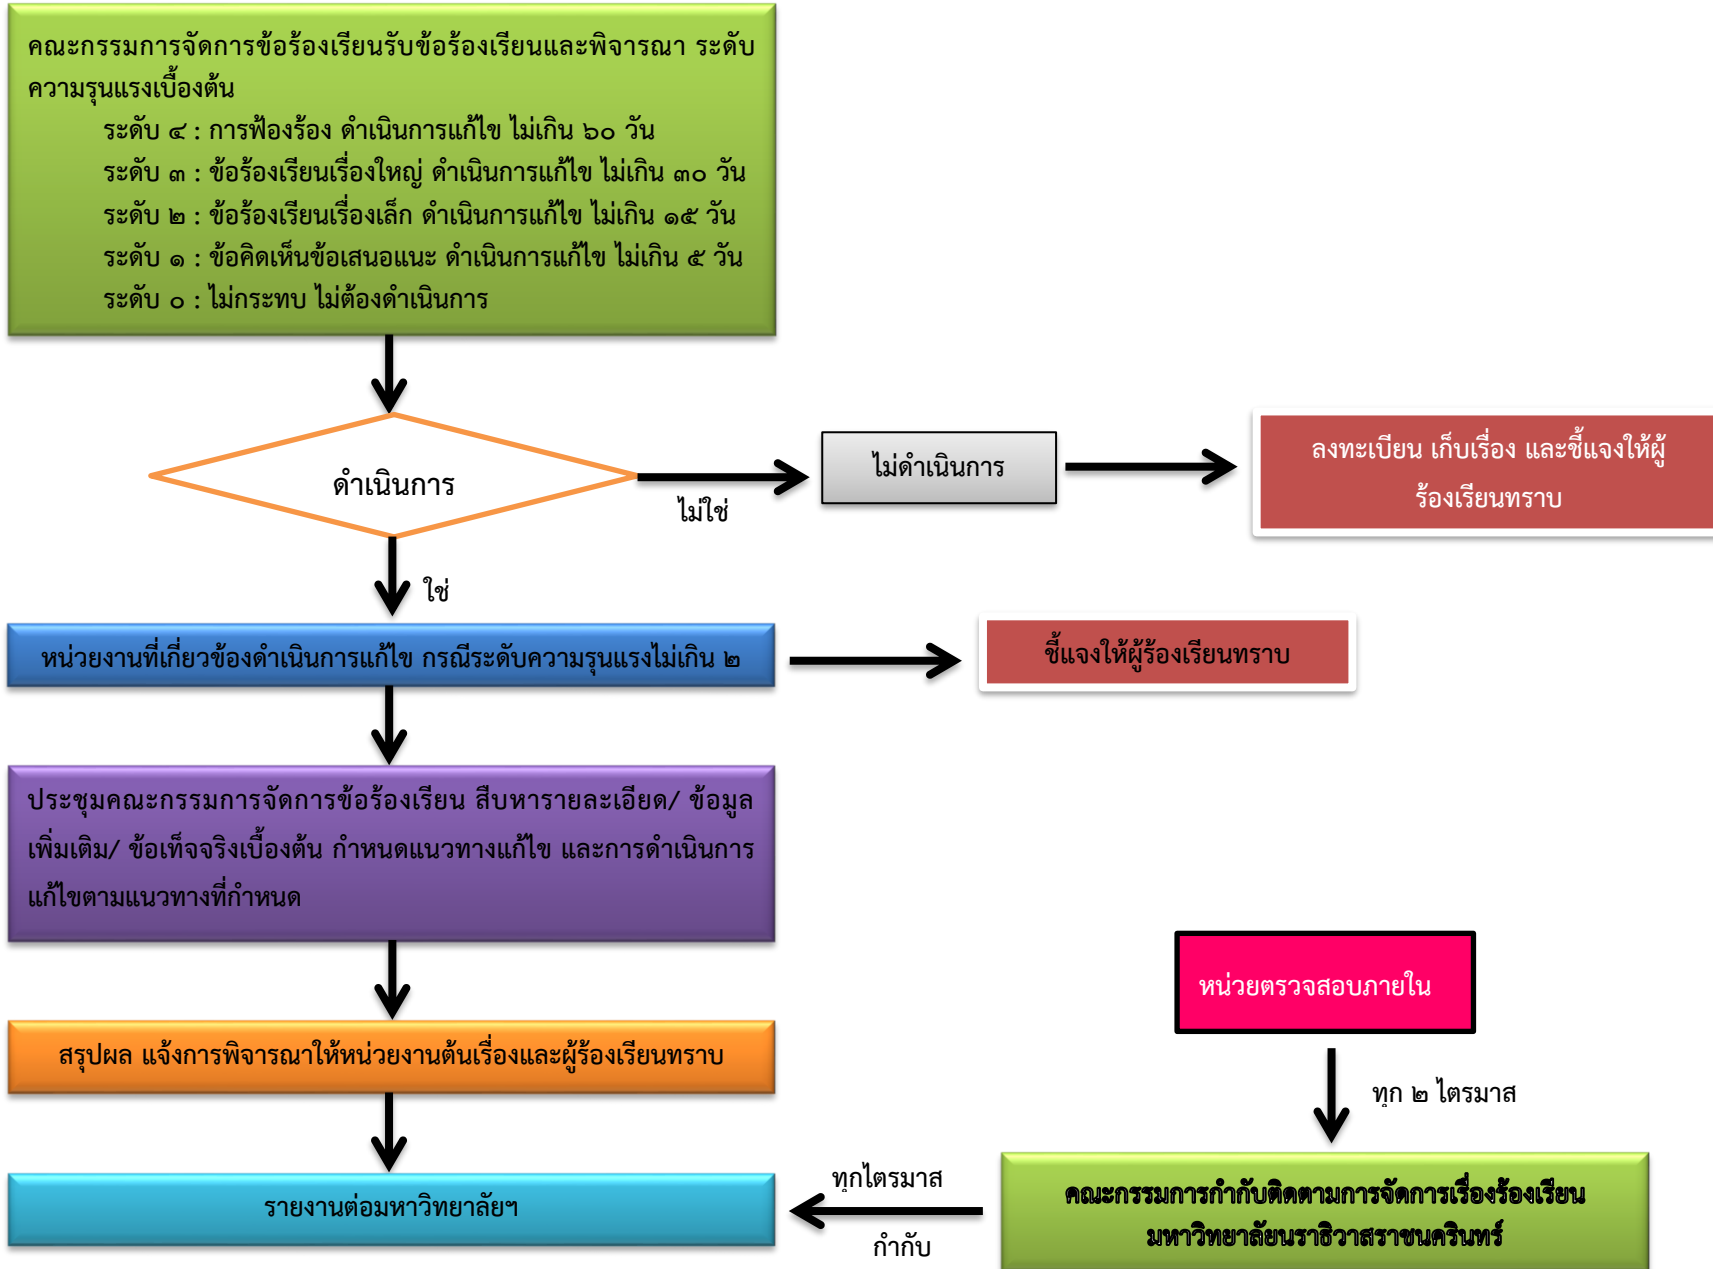 คณะกรรมการจัดการข้อร้องเรียนรับข้อร้องเรียนและพิจารณา ระดับ
ความรุนแรงเบื้องต้น
ระดับ ๔ : การฟ้องร้อง ดำเนินการแก้ไข ไม่เกิน ๖๐ วัน
ระดับ ๓ : ข้อร้องเรียนเรื่องใหญ่ ดำเนินการแก้ไข ไม่เกิน ๓๐ วัน
ระดับ ๒ : ข้อร้องเรียนเรื่องเล็ก ดำเนินการแก้ไข ไม่เกิน ๑๕ วัน
ระดับ ๑ : ข้อคิดเห็นข้อเสนอแนะ ดำเนินการแก้ไข ไม่เกิน ๕ วัน
ระดับ ๐ : ไม่กระทบ ไม่ต้องดำเนินการ
ดำเนินการ
ไม่ใช่
ไม่ดำเนินการ
ลงทะเบียน เก็บเรื่อง และชี้แจงให้ผู้
ร้องเรียนทราบ
ใช่
หน่วยงานที่เกี่ยวข้องดำเนินการแก้ไข กรณีระดับความรุนแรงไม่เกิน ๒
ชี้แจงให้ผู้ร้องเรียนทราบ
ประชุมคณะกรรมการจัดการข้อร้องเรียน สืบหารายละเอียด/ ข้อมูล
เพิ่มเติม/ ข้อเท็จจริงเบื้องต้น กำหนดแนวทางแก้ไข และการดำเนินการ
แก้ไขตามแนวทางที่กำหนด
หน่วยตรวจสอบภายใน
สรุปผล แจ้งการพิจารณาให้หน่วยงานต้นเรื่องและผู้ร้องเรียนทราบ
ทุก ๒ ไตรมาส
รายงานต่อมหาวิทยาลัยฯ
ทุกไตรมาส
กำกับ
คณะกรรมการกำกับติดตามการจัดการเรื่องร้องเรียน
มหาวิทยาลัยนราธิวาสราชนครินทร์